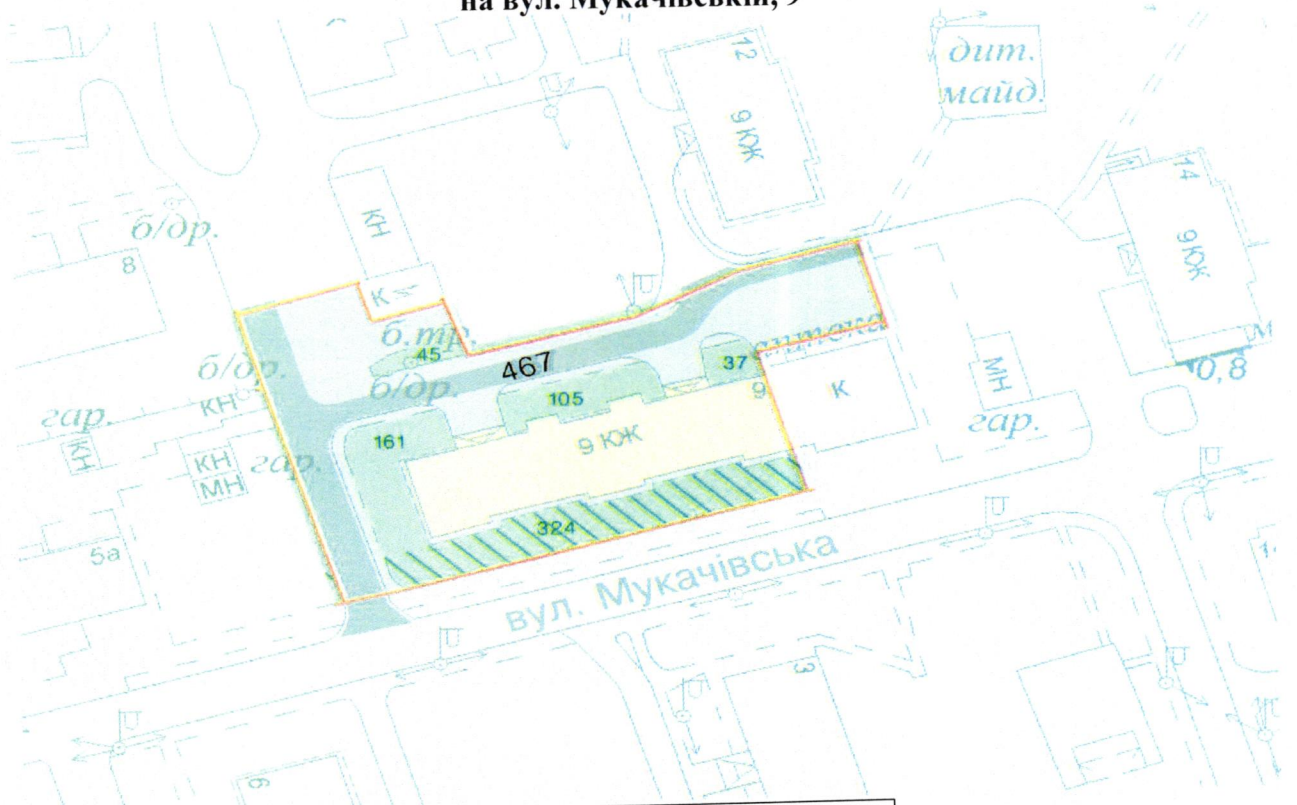 на вул. Мукачівській, 9
12
9 КЖ
дит.
майд.
14
9 КЖ
КН
б/др.
8
К
б.тр.
45
467
аптека
37
9
К
МН
0,8
б/др.
б/др.
КН
гар.
КН
105
161
9 КЖ
гар.
КН
МН
гар.
324
5а
вул. Мукачівська
3
6